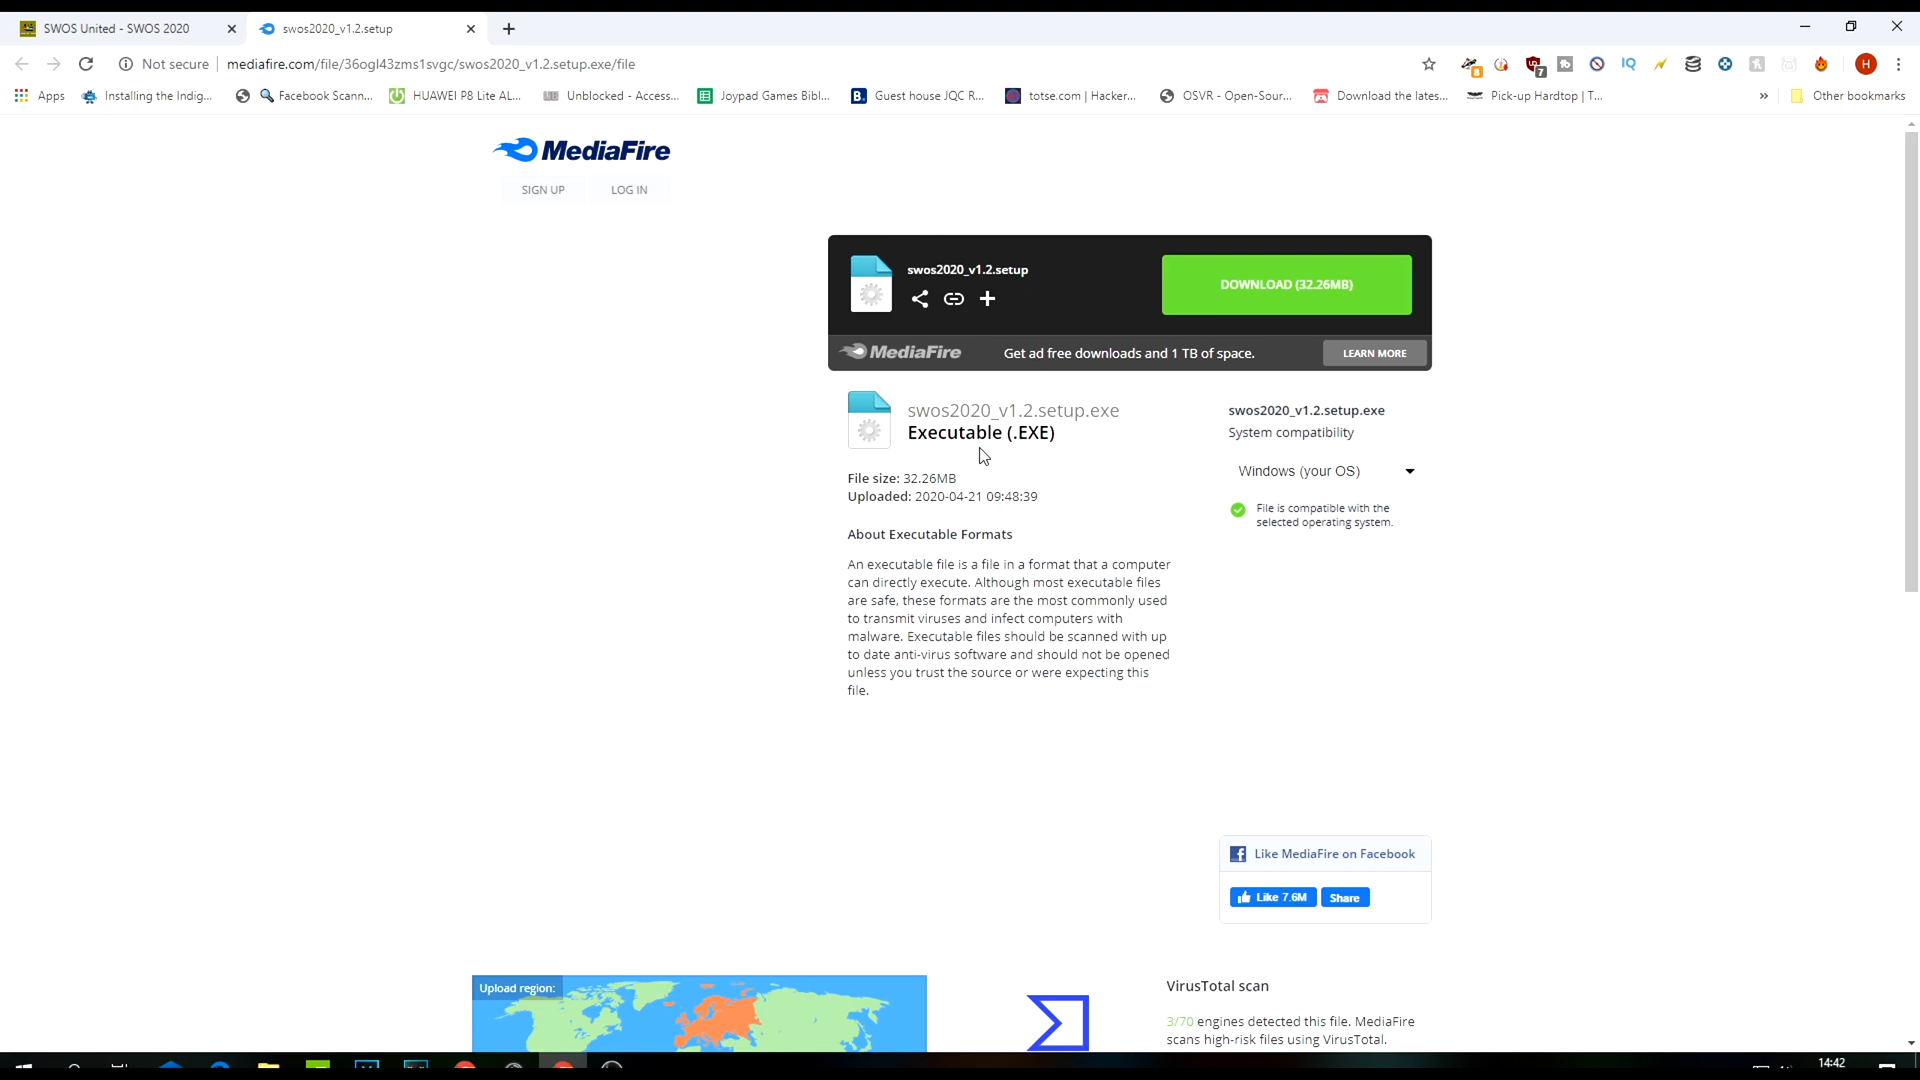 SWOS United - SWOS 2020
swos2020_v1.2.setup
Not secure
mediafire.com/file/36ogl43zms1svgc/swos2020_v1.2.setup.exe/file
8
7
IQ
H
Apps
Installing the Indig...
Facebook Scann...
HUAWEI P8 Lite AL...
Unblocked - Access...
Joypad Games Bibl...
B.
Guest house JQC R...
totse.com | Hacker...
OSVR - Open-Sour...
Download the lates...
Pick-up Hardtop | T...
»
Other bookmarks
MediaFire
SIGN UP
LOG IN
swos2020_v1.2.setup
DOWNLOAD (32.26MB)
MediaFire
Get ad free downloads and 1 TB of space.
LEARN MORE
swos2020_v1.2.setup.exe
Executable (.EXE)
File size: 32.26MB
Uploaded: 2020-04-21 09:48:39
About Executable Formats
An executable file is a file in a format that a computer
can directly execute. Although most executable files
are safe, these formats are the most commonly used
to transmit viruses and infect computers with
malware. Executable files should be scanned with up
to date anti-virus software and should not be opened
unless you trust the source or were expecting this
file.
swos2020_v1.2.setup.exe
System compatibility
Windows (your OS)
File is compatible with the
selected operating system.
Like MediaFire on Facebook
Like 7.6M
Share
Upload region:
VirusTotal scan
3/70 engines detected this file. MediaFire
scans high-risk files using VirusTotal.
14:42